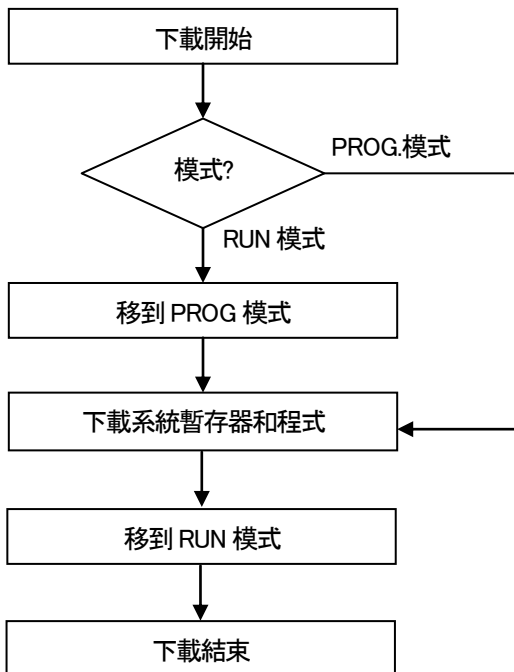 下載開始
模式?
PROG.模式
RUN 模式
移到 PROG 模式
下載系統暫存器和程式
移到 RUN 模式
下載結束